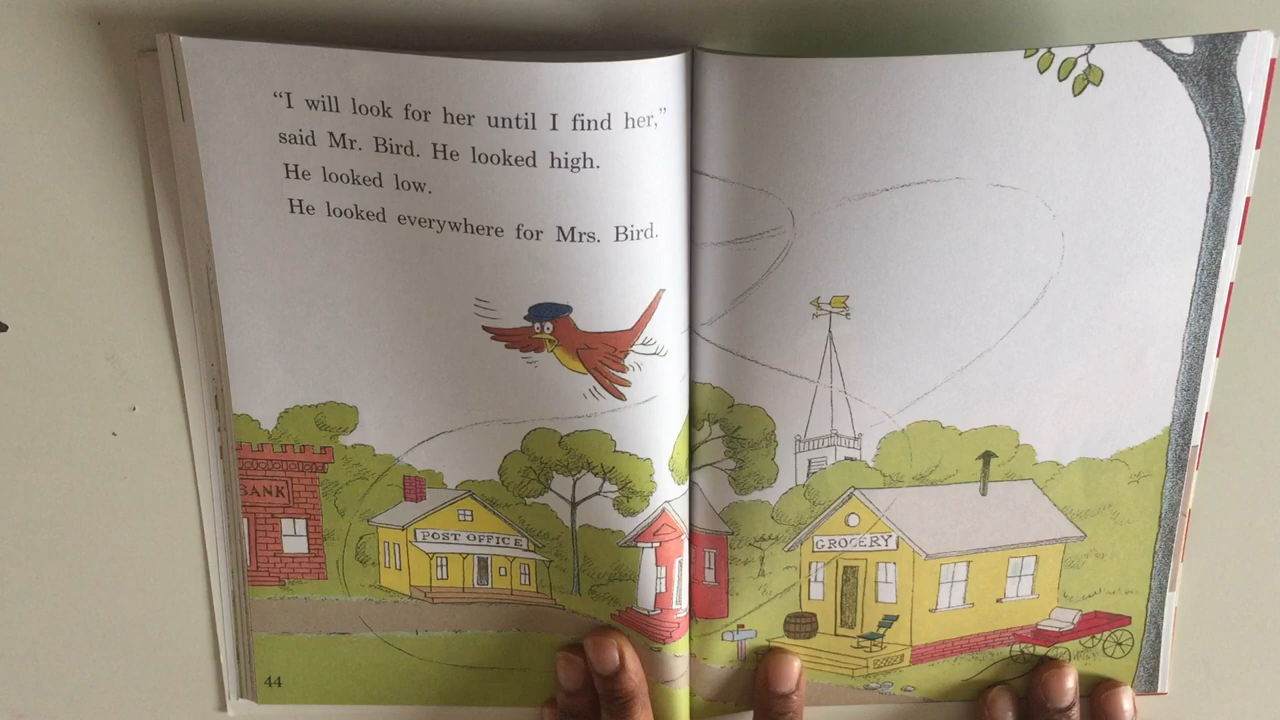 “I will look for her until I find her,”
said Mr. Bird. He looked high.
He looked low.
He looked everywhere for Mrs. Bird.
BANK
POST OFFICE
GROCERY
44